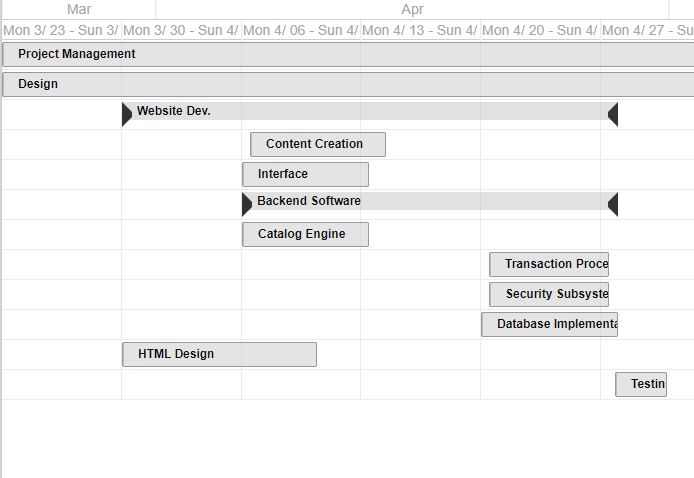 Mar Apr
Mon 3/ 23 - Sun 3/ Mon 3/ 30 - Sun 4/ Mon 4/ 06 - Sun 4/ Mon 4/ 13 - Sun 4/ Mon 4/ 20 - Sun 4/ Mon 4/ 27 - Su
Project Management
Design
Website Dev.
Content Creation
Interface
Backend Software
Catalog Engine
Transaction Proce
Security Subsyste
Database Implementa
HTML Design
Testin